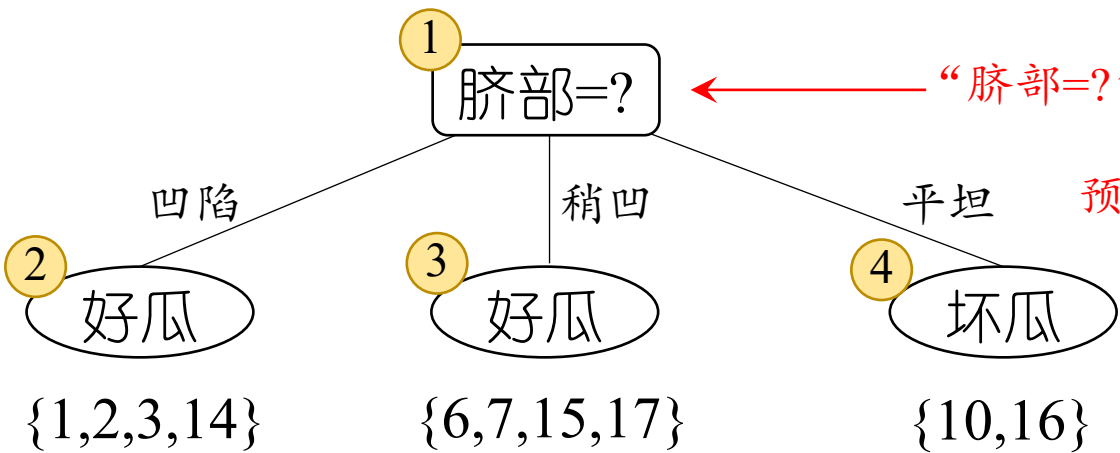 1
脐部=?
“脐部=?
凹陷
稍凹
平坦
预
2
好瓜
3
好瓜
4
坏瓜
{1,2,3,14}
{6,7,15,17}
{10,16}